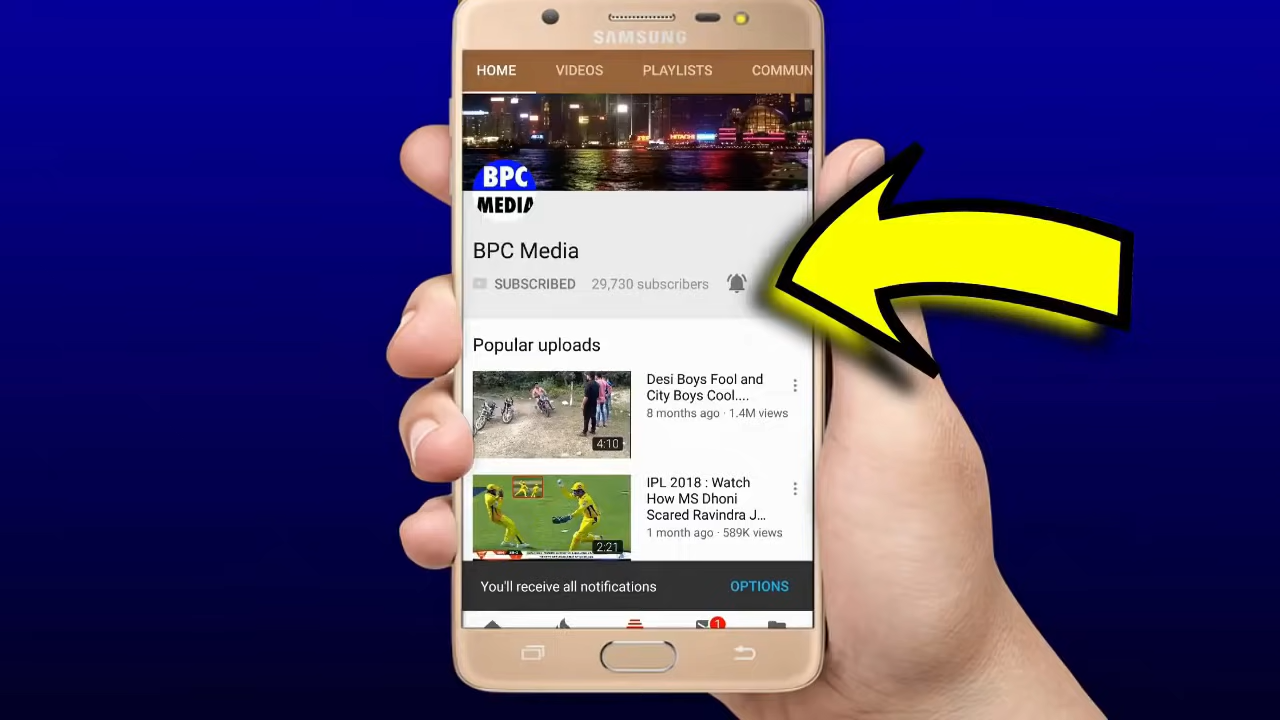 SAMSUNG
HOME VIDEOS PLAYLISTS COMMUN
HITACHI
BPC
MEDIA
BPC Media
SUBSCRIBED 29,730 subscribers
Popular uploads
Desi Boys Fool and
City Boys Cool....
8 months ago · 1.4M views
4:10
IPL 2018 : Watch
How MS Dhoni
Scared Ravindra J...
1 month ago · 589K views
2:21
You'll receive all notifications OPTIONS
1